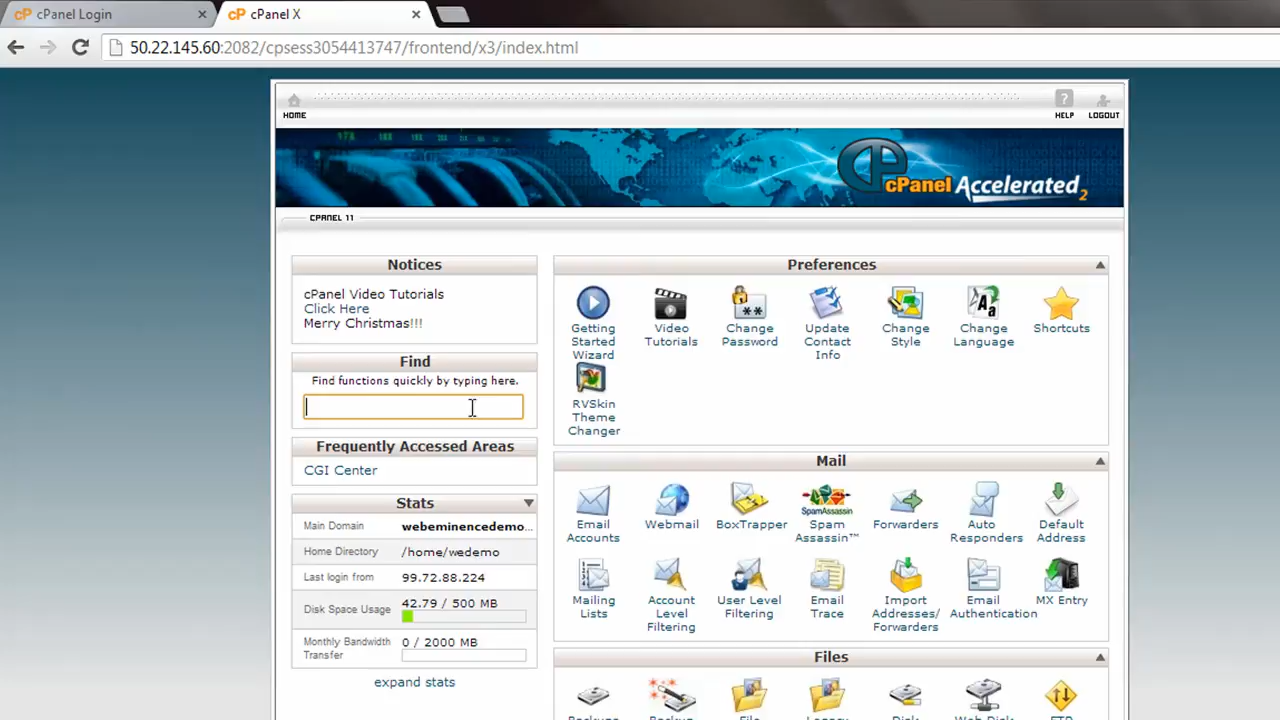 cPanel Login
cPanel X
50.22.145.60:2082/cpsess3054413747/frontend/x3/index.html
HOME
HELP
LOGOUT
cPanel Accelerated 2
CPANEL 11
Notices
cPanel Video Tutorials
Click Here
Merry Christmas!!!
Find
Find functions quickly by typing here.
Frequently Accessed Areas
CGI Center
Stats
Main Domain webeminencedemo...
Home Directory /home/wedemo
Last login from 99.72.88.224
Disk Space Usage 42.79 / 500 MB
Monthly Bandwidth Transfer 0 / 2000 MB
expand stats
Preferences
Getting Started Wizard
Video Tutorials
Change Password
Update Contact Info
Change Style
Change Language
Shortcuts
RVSkin Theme Changer
Mail
Email Accounts
Webmail
BoxTrapper
Spam Assassin™
Forwarders
Auto Responders
Default Address
Mailing Lists
Account Level Filtering
User Level Filtering
Email Trace
Import Addresses/ Forwarders
Email Authentication
MX Entry
Files